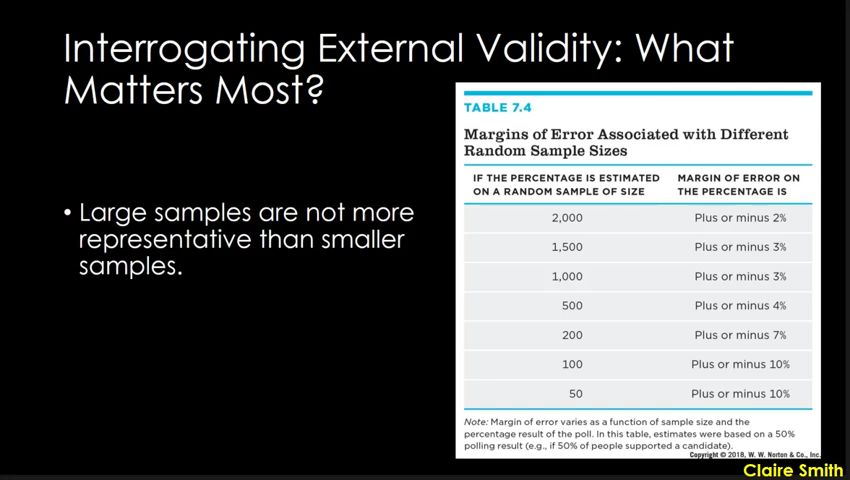 Interrogating External Validity: What
Matters Most?
• Large samples are not more
representative than smaller
samples.
TABLE 7.4
Margins of Error Associated with Different
Random Sample Sizes
IF THE PERCENTAGE IS ESTIMATED MARGIN OF ERROR ON
ON A RANDOM SAMPLE OF SIZE THE PERCENTAGE IS
2,000 Plus or minus 2%
1,500 Plus or minus 3%
1,000 Plus or minus 3%
500 Plus or minus 4%
200 Plus or minus 7%
100 Plus or minus 10%
50 Plus or minus 10%
Note: Margin of error varies as a function of sample size and the
percentage result of the poll. In this table, estimates were based on a 50%
polling result (e.g., if 50% of people supported a candidate).
Copyright © 2018, W. W. Norton & Co., Inc.
Claire Smith